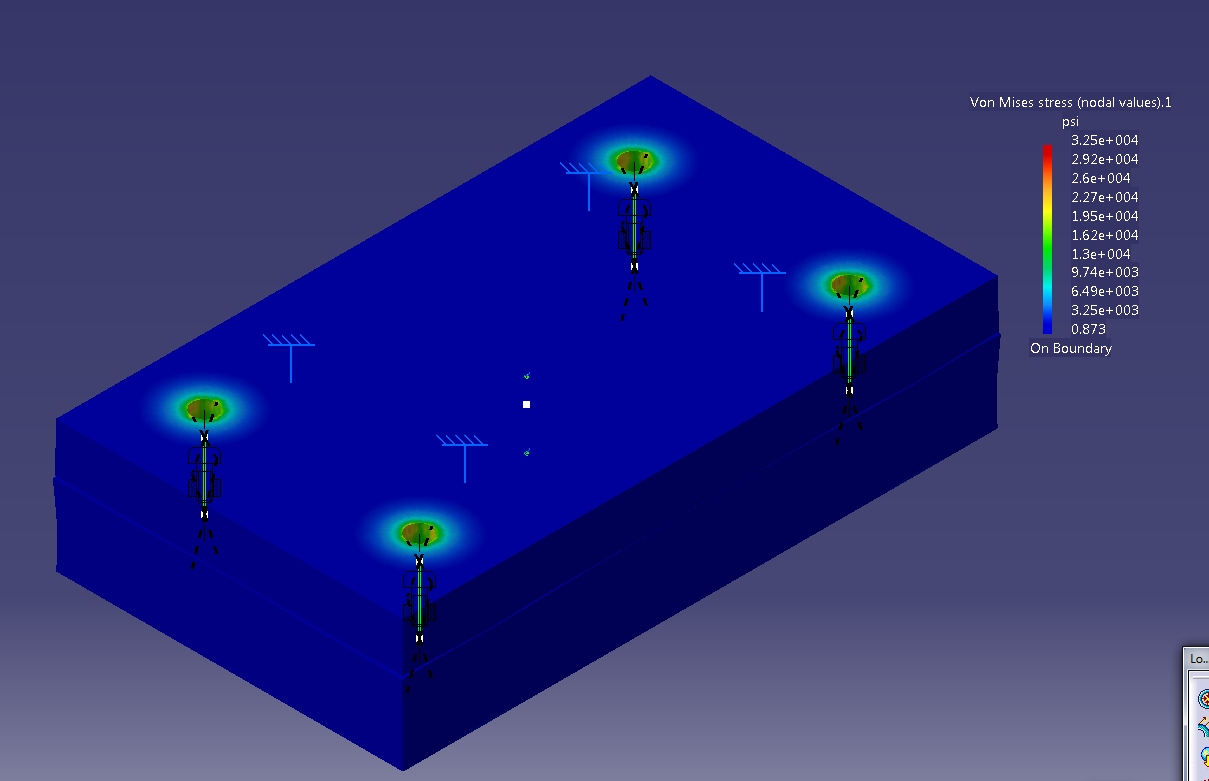 Von Mises stress (nodal values).1
psi
3.25e+004
2.92e+004
2.6e+004
2.27e+004
1.95e+004
1.62e+004
1.3e+004
9.74e+003
6.49e+003
3.25e+003
0.873
On Boundary
Lo...